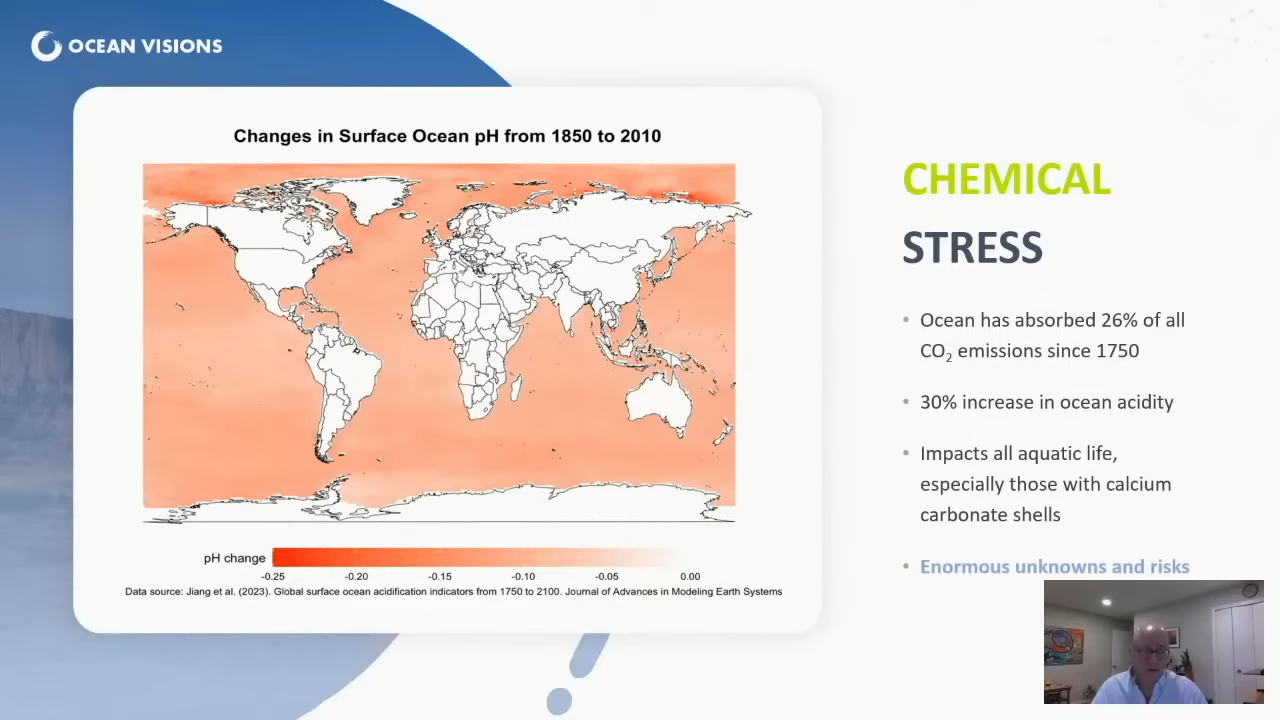 OCEAN VISIONS
Changes in Surface Ocean pH from 1850 to 2010
pH change
-0.25 -0.20 -0.15 -0.10 -0.05 0.00
Data source: Jiang et al. (2023). Global surface ocean acidification indicators from 1750 to 2100. Journal of Advances in Modeling Earth Systems
CHEMICAL
STRESS
• Ocean has absorbed 26% of all
CO₂ emissions since 1750
• 30% increase in ocean acidity
• Impacts all aquatic life,
especially those with calcium
carbonate shells
• Enormous unknowns and risks